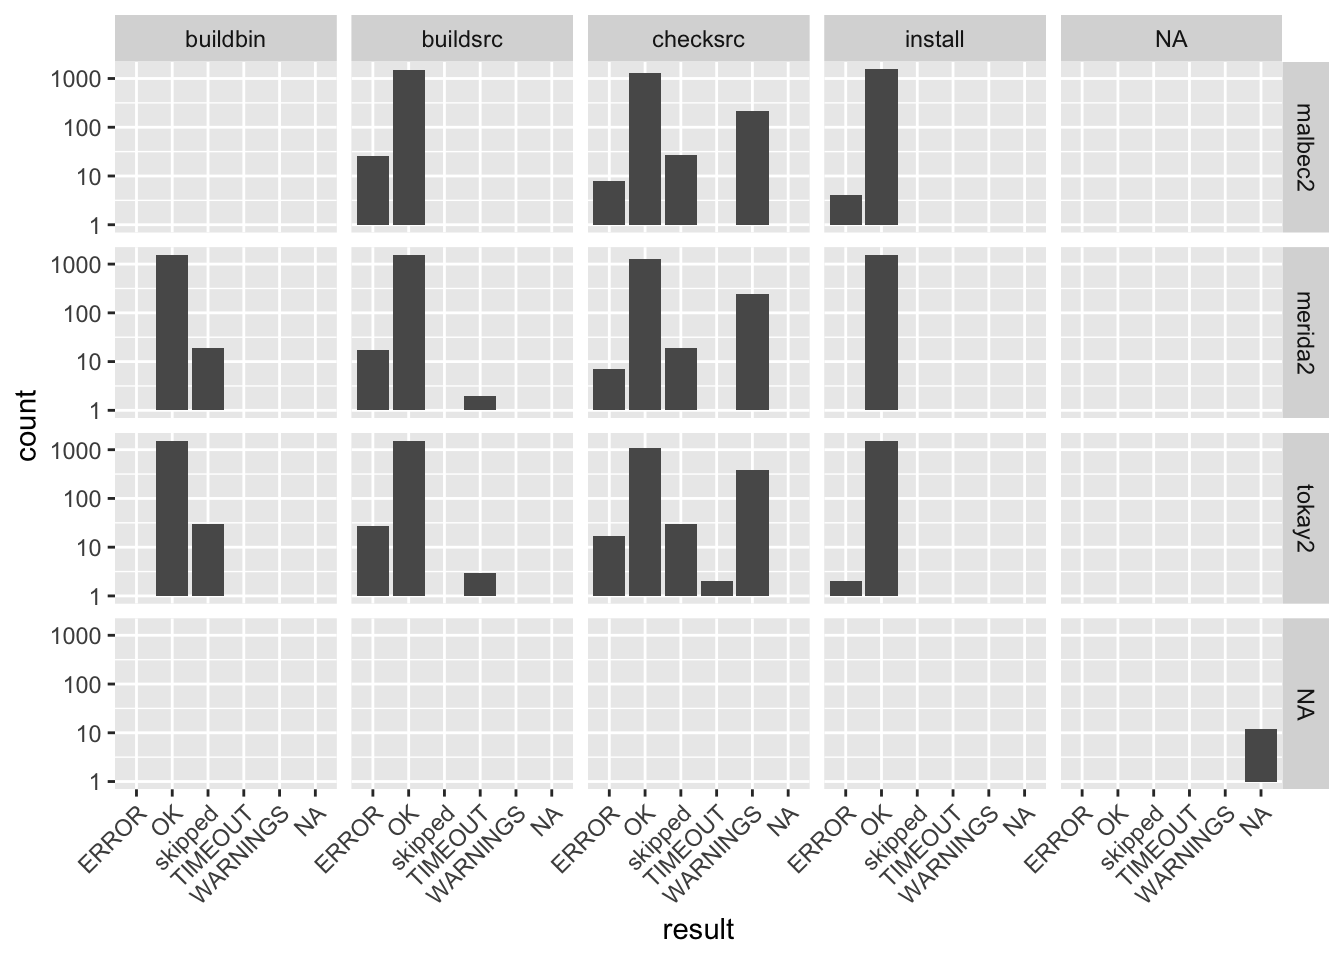 buildbin buildsrc checksrc install NA
1000
100
10
1
malbec2
1000
100
10
1
merida2
1000
100
10
1
tokay2
1000
100
10
1
NA
count
ERROR OK skipped TIMEOUT WARNINGS NA ERROR OK skipped TIMEOUT WARNINGS NA ERROR OK skipped TIMEOUT WARNINGS NA ERROR OK skipped TIMEOUT WARNINGS NA ERROR OK skipped TIMEOUT WARNINGS NA
result